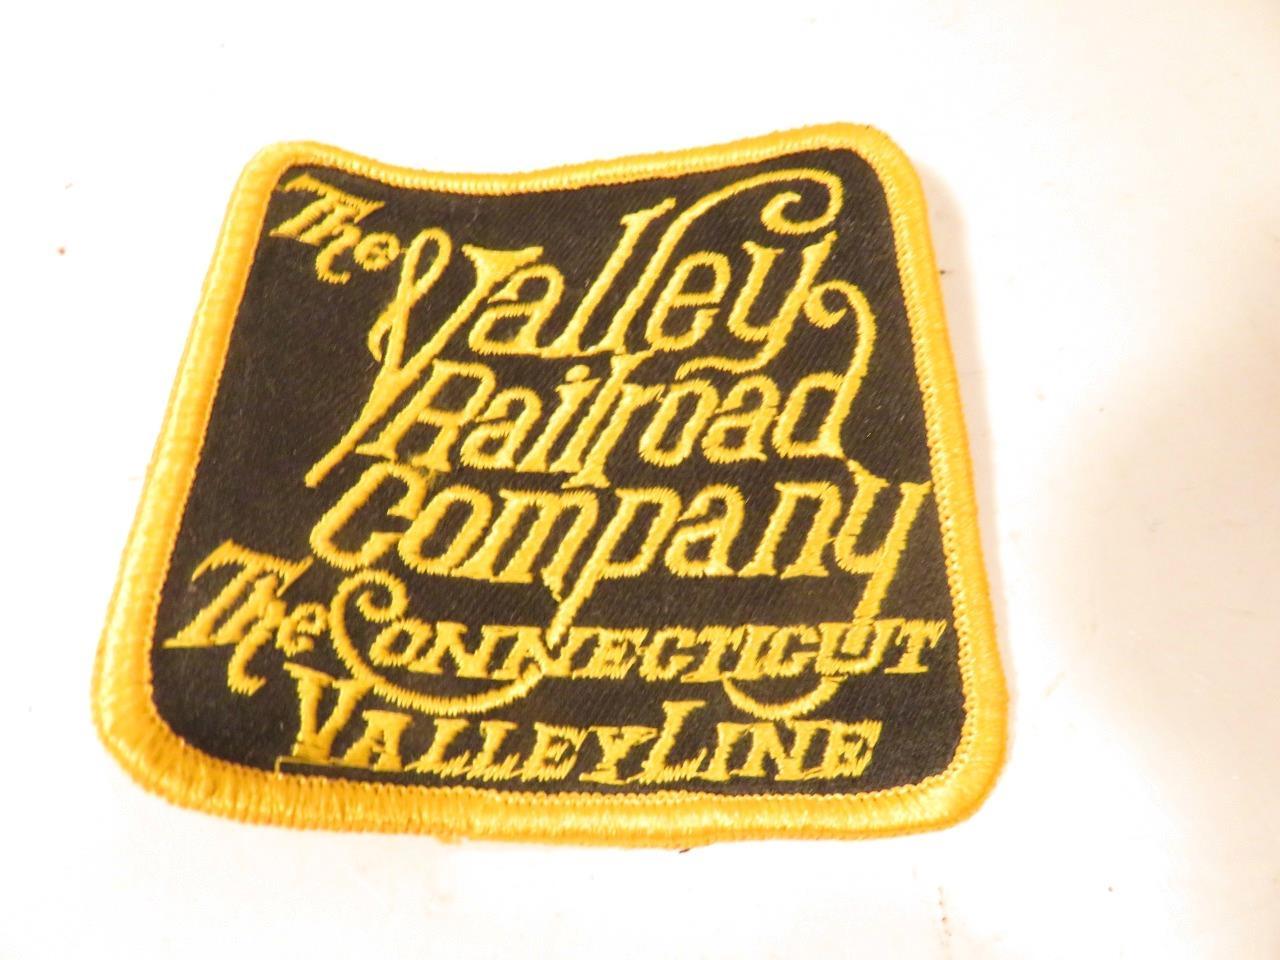 The Valley
Railroad
Company
The Connecticut
Valley Line